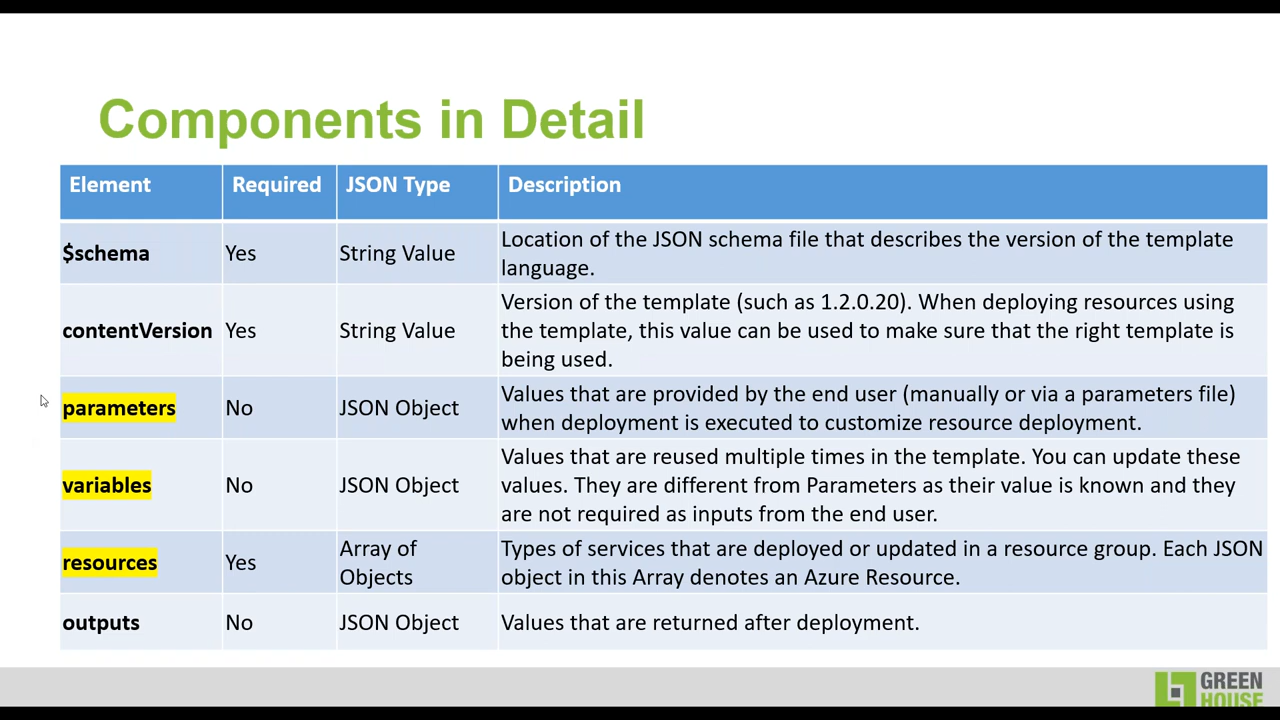 Components in Detail
Element Required JSON Type Description
$schema Yes String Value Location of the JSON schema file that describes the version of the template
language.
contentVersion Yes String Value Version of the template (such as 1.2.0.20). When deploying resources using
the template, this value can be used to make sure that the right template is
being used.
parameters No JSON Object Values that are provided by the end user (manually or via a parameters file)
when deployment is executed to customize resource deployment.
variables No JSON Object Values that are reused multiple times in the template. You can update these
values. They are different from Parameters as their value is known and they
are not required as inputs from the end user.
resources Yes Array of Objects Types of services that are deployed or updated in a resource group. Each JSON
object in this Array denotes an Azure Resource.
outputs No JSON Object Values that are returned after deployment.
GREEN
HOUSE